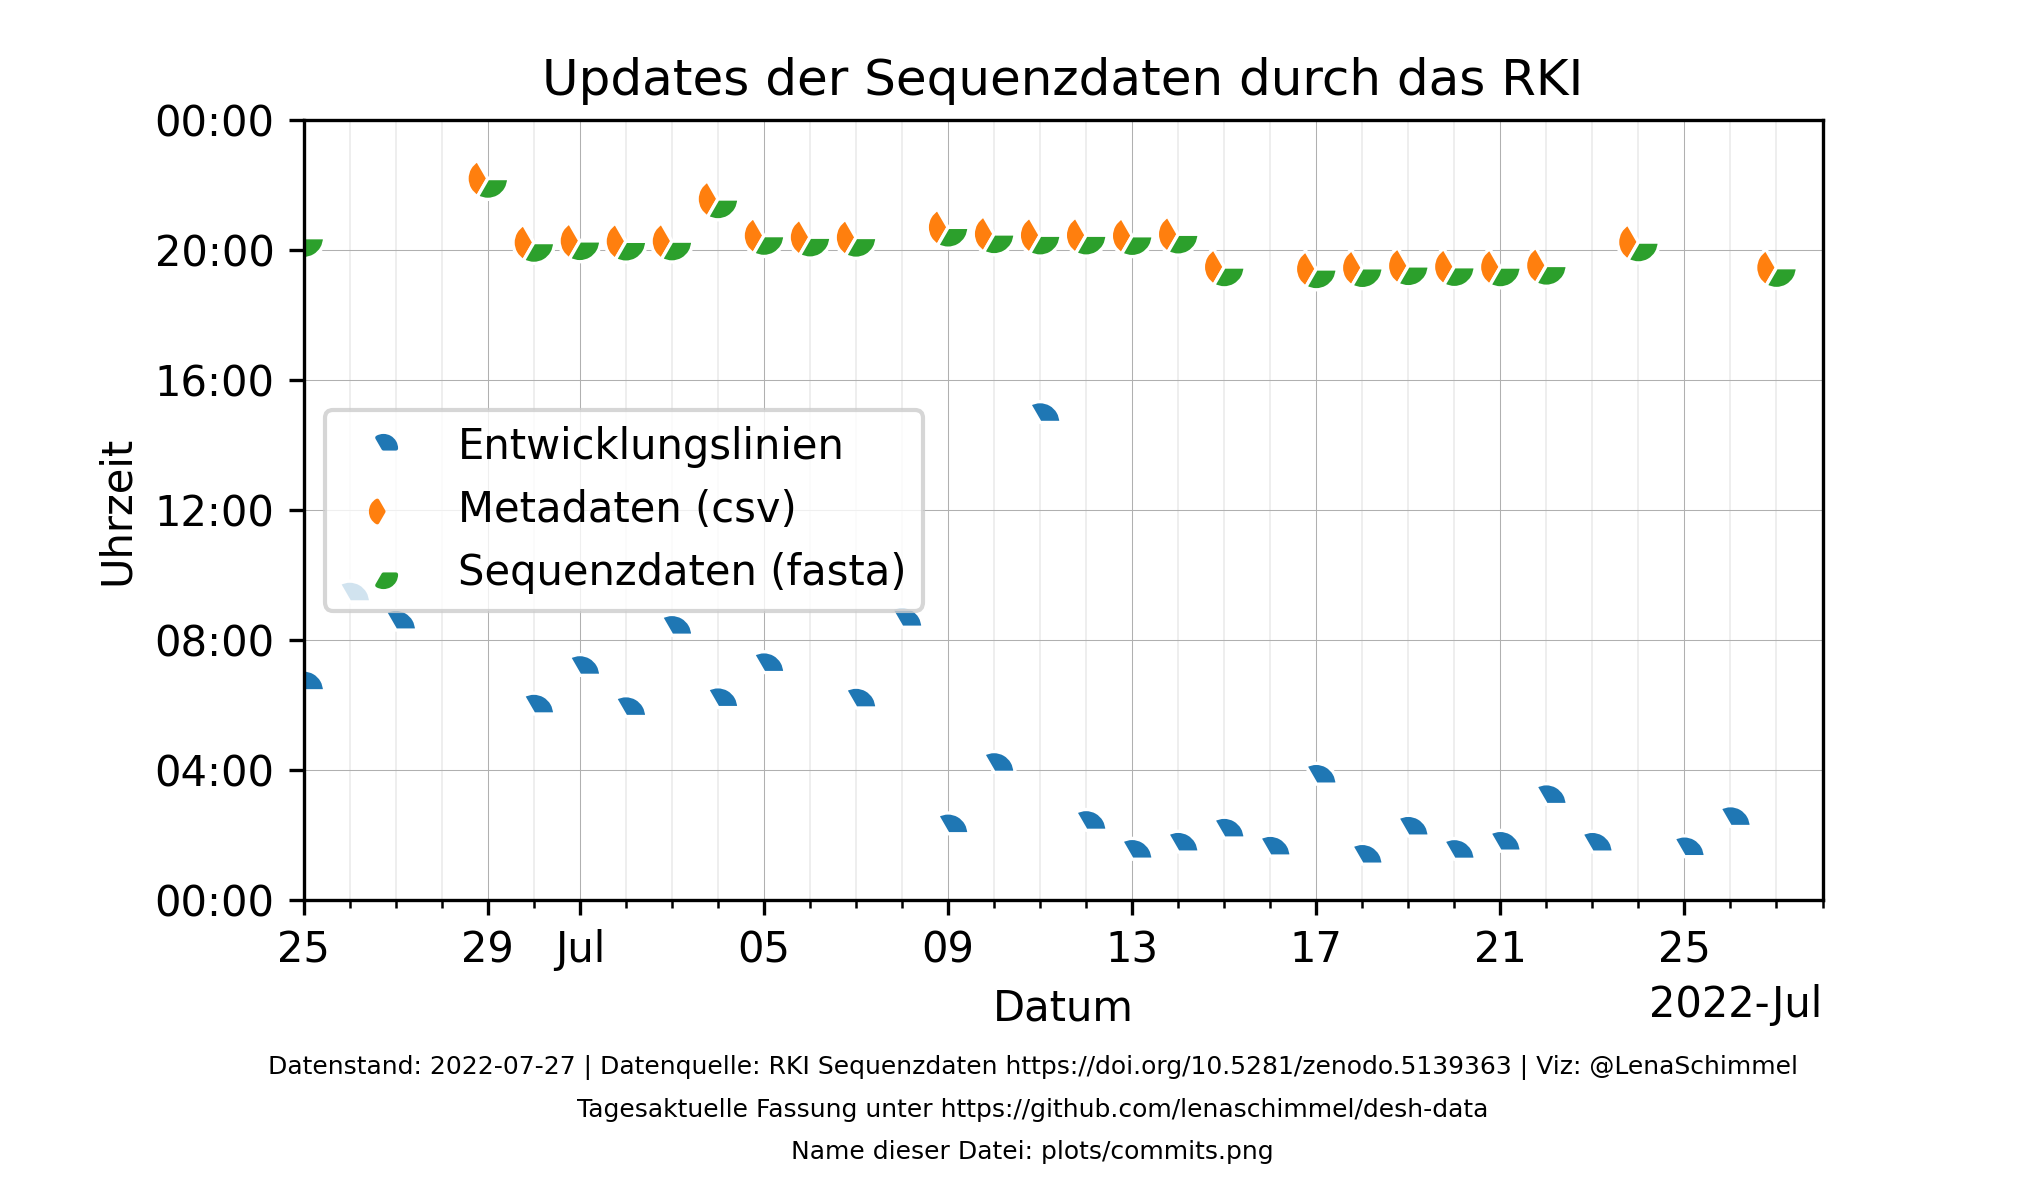 Updates der Sequenzdaten durch das RKI
00:00
20:00
16:00
12:00
08:00
04:00
00:00
Uhrzeit
Entwicklungslinien
Metadaten (csv)
Sequenzdaten (fasta)
25 29 Jul 05 09 13 17 21 25
2022-Jul
Datum
Datenstand: 2022-07-27 | Datenquelle: RKI Sequenzdaten https://doi.org/10.5281/zenodo.5139363 | Viz: @LenaSchimmel
Tagesaktuelle Fassung unter https://github.com/lenaschimmel/desh-data
Name dieser Datei: plots/commits.png